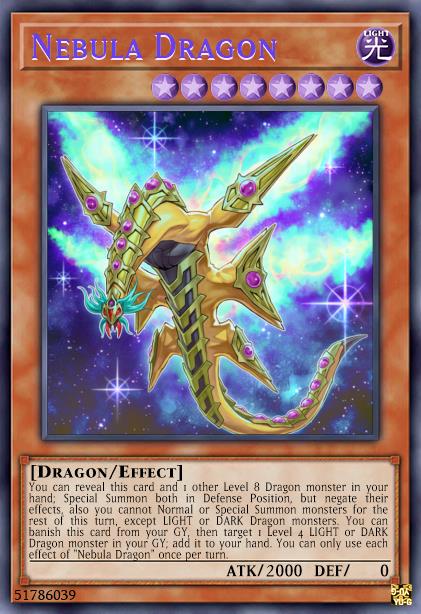 Nebula Dragon
LIGHT
光
[Dragon/Effect]
You can reveal this card and 1 other Level 8 Dragon monster in your
hand; Special Summon both in Defense Position, but negate their
effects, also you cannot Normal or Special Summon monsters for the
rest of this turn, except LIGHT or DARK Dragon monsters. You can
banish this card from your GY, then target 1 Level 4 LIGHT or DARK
Dragon monster in your GY; add it to your hand. You can only use each
effect of "Nebula Dragon" once per turn.
ATK/2000 DEF/ 0
51786039